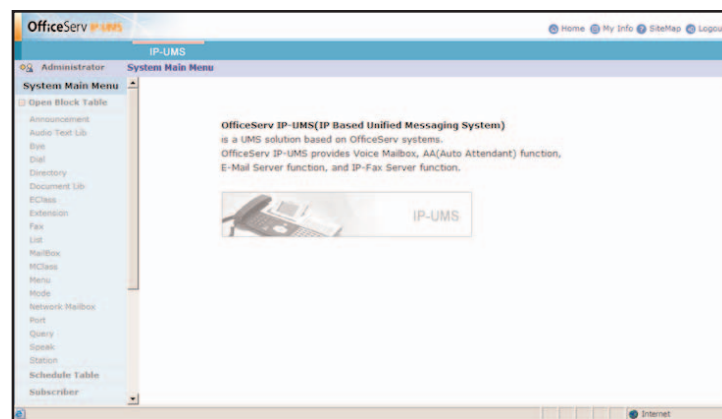 OfficeServ IP-UMS
Home My Info SiteMap Logout
IP-UMS
Administrator System Main Menu
System Main Menu
Open Block Table
Announcement
Audio Text Lib
Bye
Dial
Directory
Document Lib
EClass
Extension
Fax
List
MailBox
MClass
Menu
Mode
Network Mailbox
Port
Query
Speak
Station
Schedule Table
Subscriber
OfficeServ IP-UMS(IP Based Unified Messaging System)
is a UMS solution based on OfficeServ systems.
OfficeServ IP-UMS provides Voice Mailbox, AA(Auto Attendant) function,
E-Mail Server function, and IP-Fax Server function.
IP-UMS
Internet